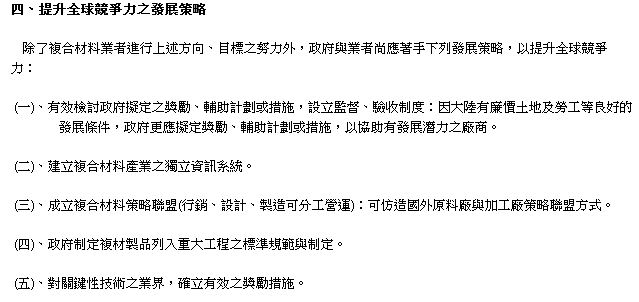 四、提升全球競爭力之發展策略
除了複合材料業者進行上述方向、目標之努力外，政府與業者尚應著手下列發展策略，以提升全球競爭
力：
(一)、有效檢討政府擬定之獎勵、輔助計劃或措施，設立監督、驗收制度：因大陸有廉價土地及勞工等良好的
發展條件，政府更應擬定獎勵、輔助計劃或措施，以協助有發展潛力之廠商。
(二)、建立複合材料產業之獨立資訊系統。
(三)、成立複合材料策略聯盟(行銷、設計、製造可分工營運)：可仿造國外原料廠與加工廠策略聯盟方式。
(四)、政府制定複材製品列入重大工程之標準規範與制定。
(五)、對關鍵性技術之業界，確立有效之獎勵措施。